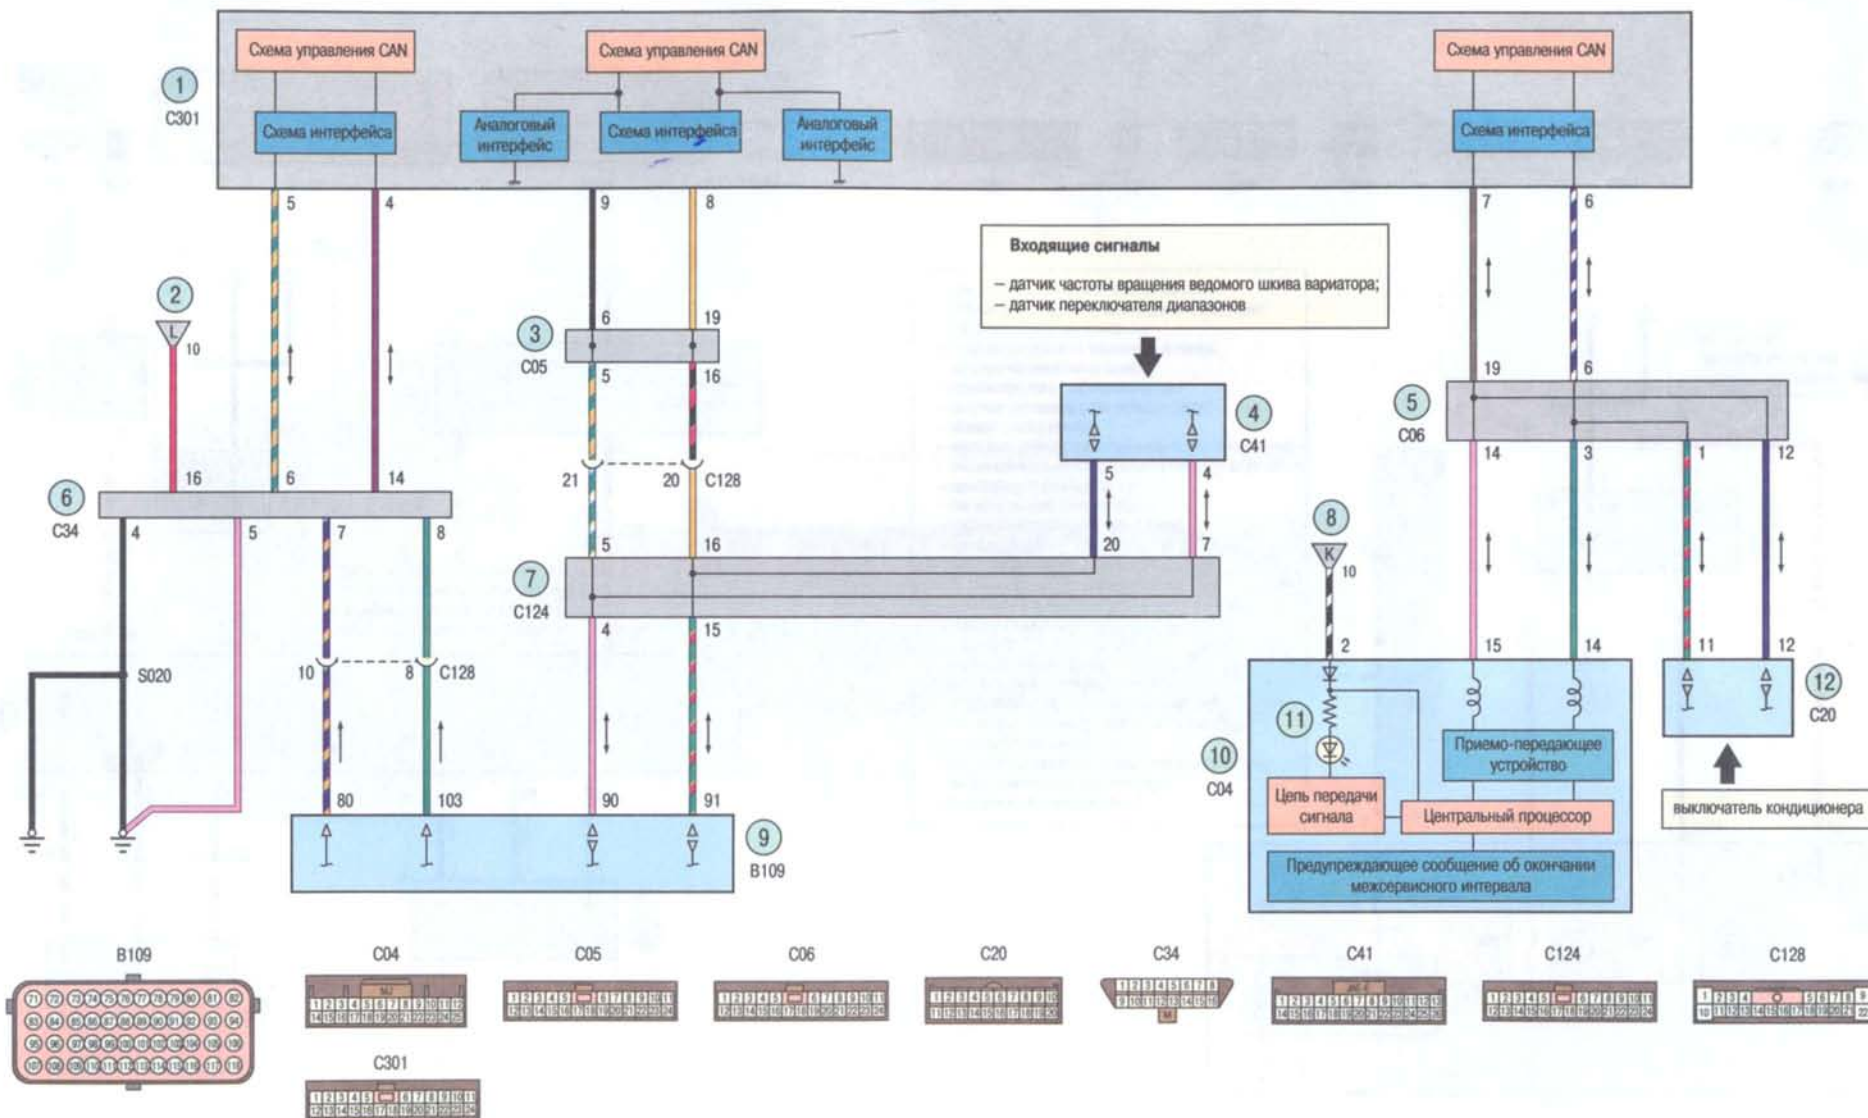 Схема управления CAN
Схема управления CAN
Схема управления CAN
1
C301
Схема интерфейса
Аналоговый
интерфейс
Схема интерфейса
Аналоговый
интерфейс
Схема интерфейса
5
4
9
8
7
6
Входящие сигналы
– датчик частоты вращения ведомого шкива вариатора;
– датчик переключателя диапазонов
2
L
10
3
C05
6
19
5
16
4
C41
5
4
19
6
5
C06
14
3
1
12
21
20
C128
16
6
14
6
C34
4
5
7
8
5
16
20
7
7
C124
4
15
8
K
10
2
15
14
11
12
S020
10
8
C128
80
103
90
91
9
B109
10
C04
11
Приемо-передающее
устройство
Цепь передачи
сигнала
Центральный процессор
Предупреждающее сообщение об окончании
межсервисного интервала
12
C20
выключатель кондиционера
B109
C04
C05
C06
C20
C34
C41
C124
C128
C301